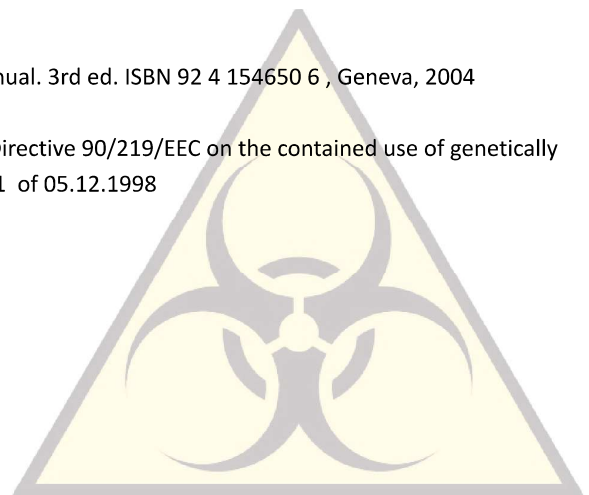 nual. 3rd ed. ISBN 92 4 154650 6 , Geneva, 2004
Directive 90/219/EEC on the contained use of genetically
1 of 05.12.1998